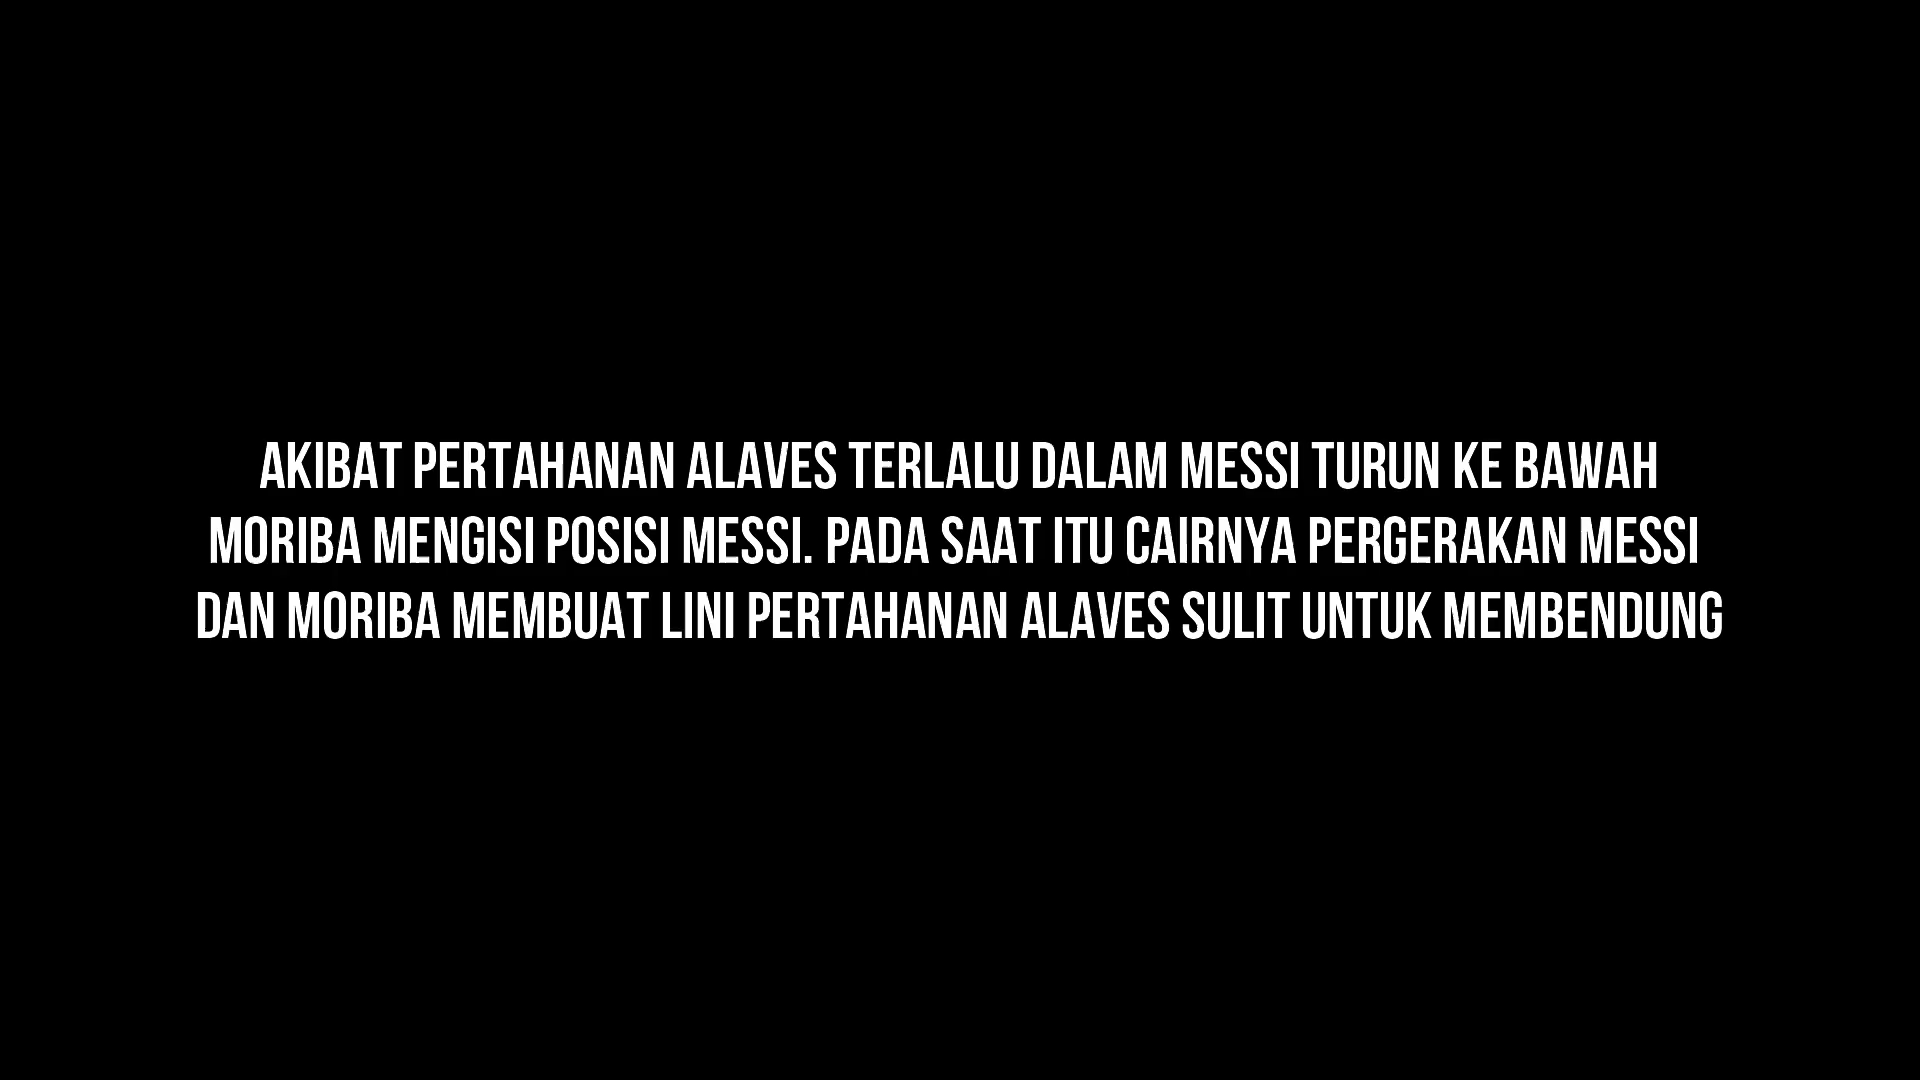 AKIBAT PERTAHANAN ALAVES TERLALU DALAM MESSI TURUN KE BAWAH
MORIBA MENGISI POSISI MESSI. PADA SAAT ITU CAIRNYA PERGERAKAN MESSI
DAN MORIBA MEMBUAT LINI PERTAHANAN ALAVES SULIT UNTUK MEMBENDUNG